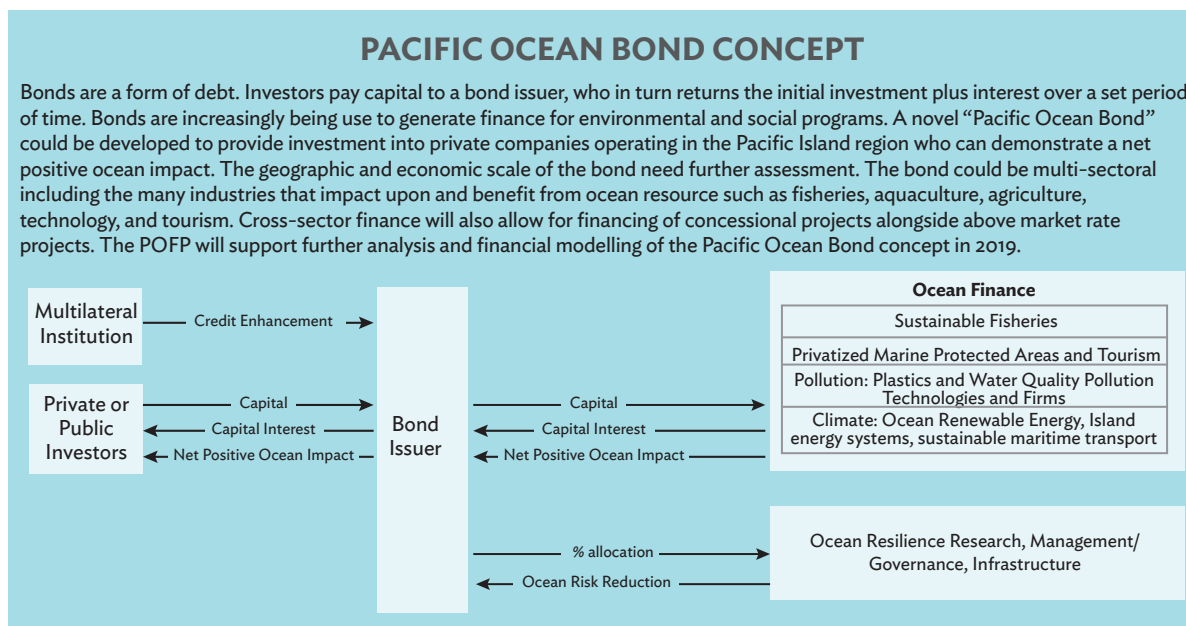 PACIFIC OCEAN BOND CONCEPT
Bonds are a form of debt. Investors pay capital to a bond issuer, who in turn returns the initial investment plus interest over a set period
of time. Bonds are increasingly being use to generate finance for environmental and social programs. A novel “Pacific Ocean Bond”
could be developed to provide investment into private companies operating in the Pacific Island region who can demonstrate a net
positive ocean impact. The geographic and economic scale of the bond need further assessment. The bond could be multi-sectoral
including the many industries that impact upon and benefit from ocean resource such as fisheries, aquaculture, agriculture,
technology, and tourism. Cross-sector finance will also allow for financing of concessional projects alongside above market rate
projects. The POFP will support further analysis and financial modelling of the Pacific Ocean Bond concept in 2019.
Multilateral
Institution
Credit Enhancement
Private or
Public
Investors
Capital
Capital Interest
Net Positive Ocean Impact
Bond
Issuer
Capital
Capital Interest
Net Positive Ocean Impact
% allocation
Ocean Risk Reduction
Ocean Finance
Sustainable Fisheries
Privatized Marine Protected Areas and Tourism
Pollution: Plastics and Water Quality Pollution
Technologies and Firms
Climate: Ocean Renewable Energy, Island
energy systems, sustainable maritime transport
Ocean Resilience Research, Management/
Governance, Infrastructure